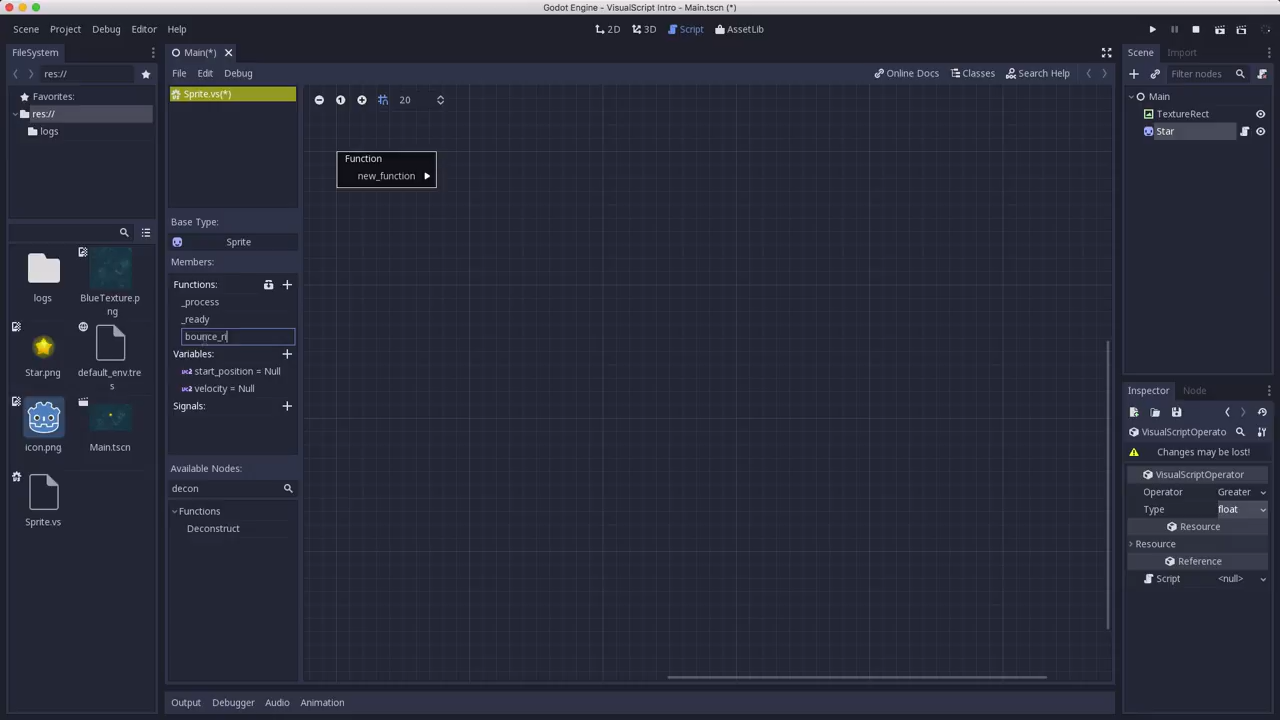 Godot Engine - VisualScript Intro - Main.tscn (*)
Scene Project Debug Editor Help
2D 3D Script AssetLib
FileSystem
res://
Favorites:
res://
logs
logs
BlueTexture.p
ng
Star.png
default_env.tres
s
icon.png
Main.tscn
Sprite.vs
Main(*)
File Edit Debug
Online Docs Classes Search Help
Sprite.vs(*)
20
Function
new_function
Base Type:
Sprite
Members:
Functions:
_process
_ready
bounce_ri
Variables:
start_position = Null
velocity = Null
Signals:
Available Nodes:
decon
Functions
Deconstruct
Output Debugger Audio Animation
Scene Import
Filter nodes
Main
TextureRect
Star
Inspector Node
VisualScriptOperato
Changes may be lost!
VisualScriptOperator
Operator Greater
Type float
Resource
Resource
Reference
Script <null>